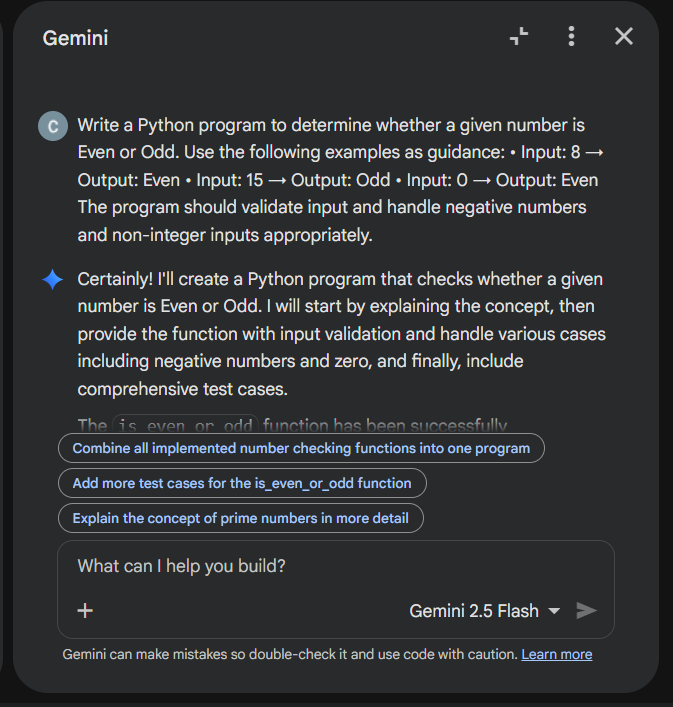 Gemini
C
Write a Python program to determine whether a given number is
Even or Odd. Use the following examples as guidance: • Input: 8 →
Output: Even • Input: 15 → Output: Odd • Input: 0 → Output: Even
The program should validate input and handle negative numbers
and non-integer inputs appropriately.
Certainly! I'll create a Python program that checks whether a given
number is Even or Odd. I will start by explaining the concept, then
provide the function with input validation and handle various cases
including negative numbers and zero, and finally, include
comprehensive test cases.
The is_even_or_odd function has been successfully
Combine all implemented number checking functions into one program
Add more test cases for the is_even_or_odd function
Explain the concept of prime numbers in more detail
What can I help you build?
Gemini 2.5 Flash
Gemini can make mistakes so double-check it and use code with caution. Learn more